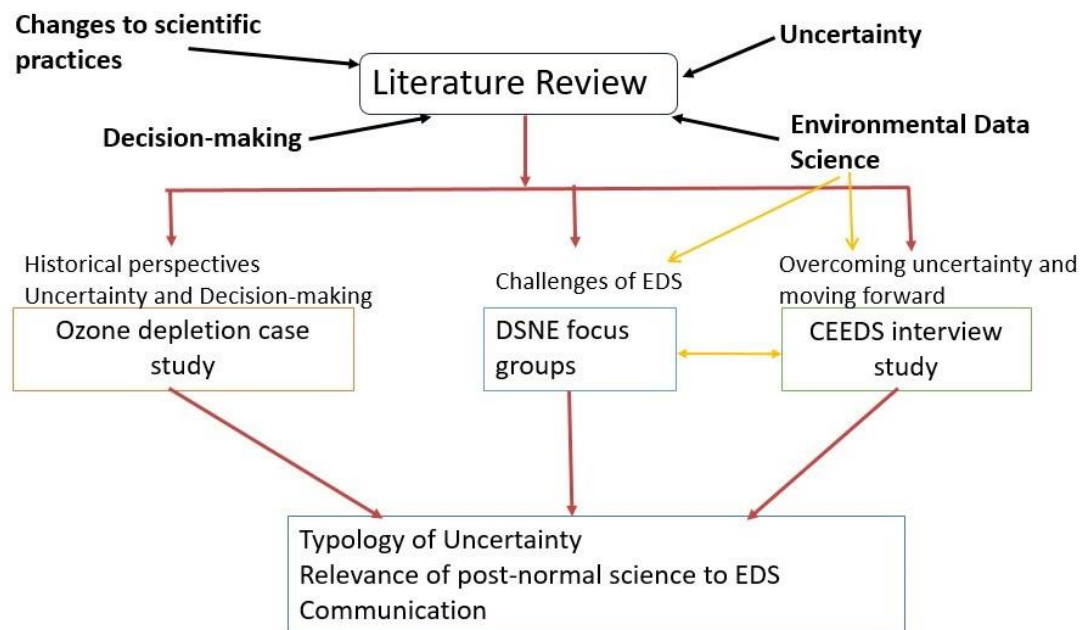 Changes to scientific
practices
Uncertainty
Literature Review
Decision-making
Environmental Data
Science
Historical perspectives
Uncertainty and Decision-making
Challenges of EDS
Overcoming uncertainty and
moving forward
Ozone depletion case
study
DSNE focus
groups
CEEDS interview
study
Typology of Uncertainty
Relevance of post-normal science to EDS
Communication